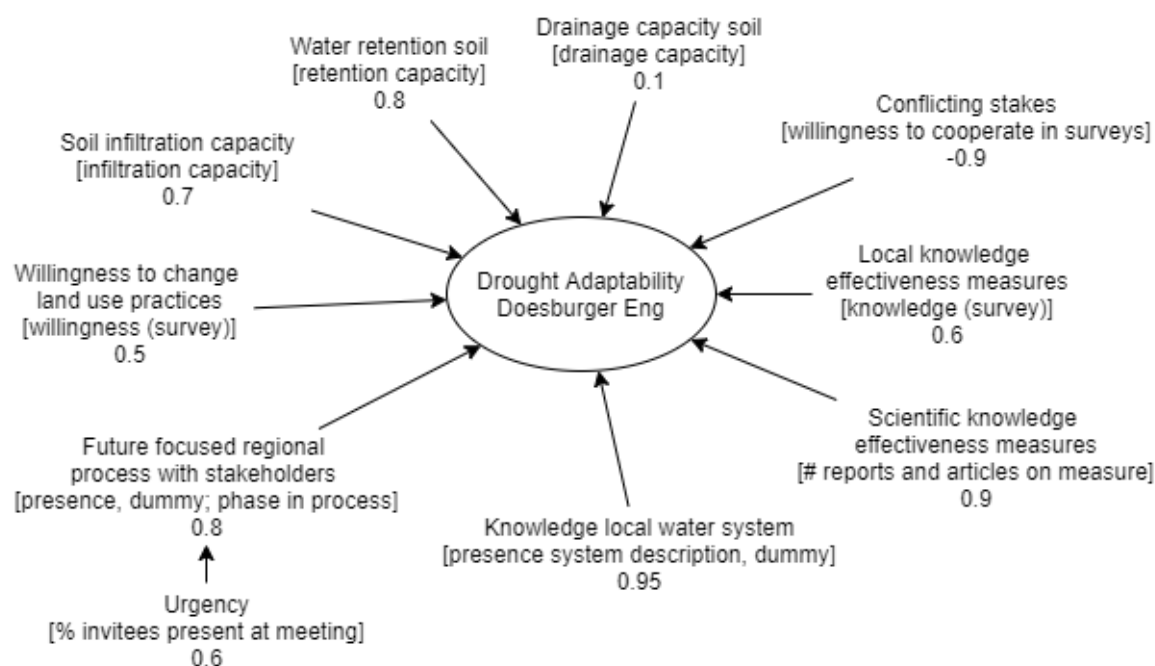 Drainage capacity soil
[drainage capacity]
0.1
Water retention soil
[retention capacity]
0.8
Conflicting stakes
[willingness to cooperate in surveys]
-0.9
Soil infiltration capacity
[infiltration capacity]
0.7
Drought Adaptability
Doesburger Eng
Local knowledge
effectiveness measures
[knowledge (survey)]
0.6
Willingness to change
land use practices
[willingness (survey)]
0.5
Scientific knowledge
effectiveness measures
[# reports and articles on measure]
0.9
Future focused regional
process with stakeholders
[presence, dummy; phase in process]
0.8
Knowledge local water system
[presence system description, dummy]
0.95
Urgency
[% invitees present at meeting]
0.6